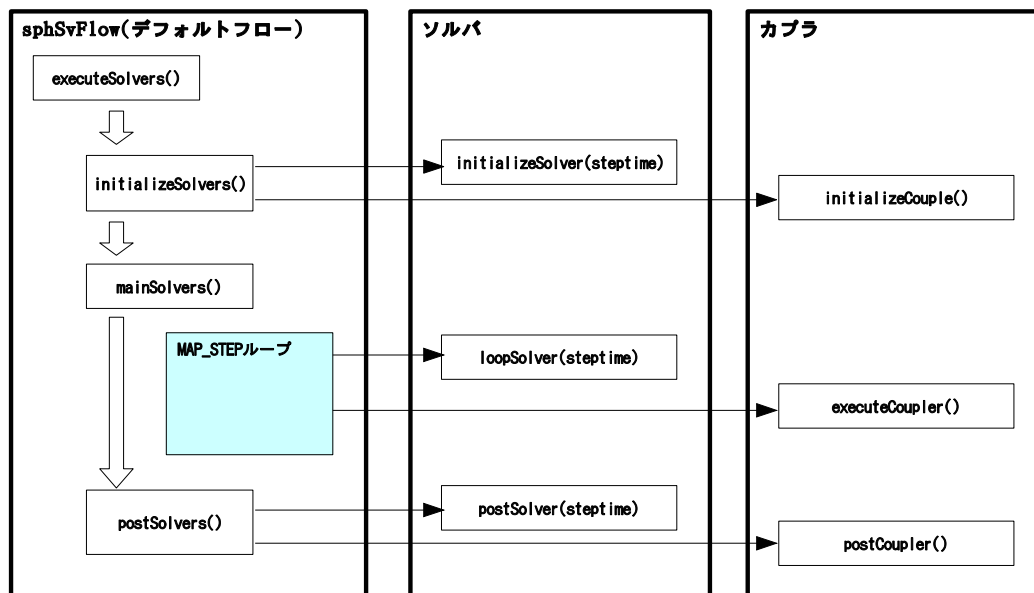 sphSvFlow(デフォルトフロー)
executeSolvers()
initializeSolvers()
mainSolvers()
MAP_STEPループ
postSolvers()
ソルバ
initializeSolver(steptime)
loopSolver(steptime)
postSolver(steptime)
カプラ
initializeCouple()
executeCoupler()
postCoupler()